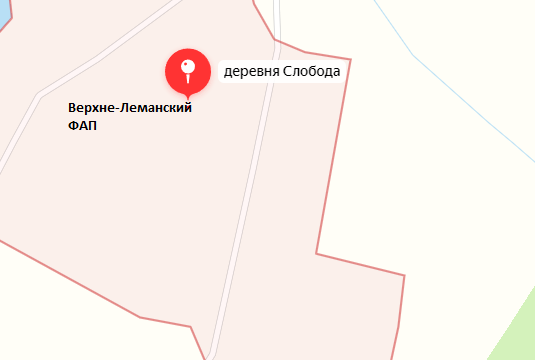 деревня Слобода
Верхне-Леманский
ФАП